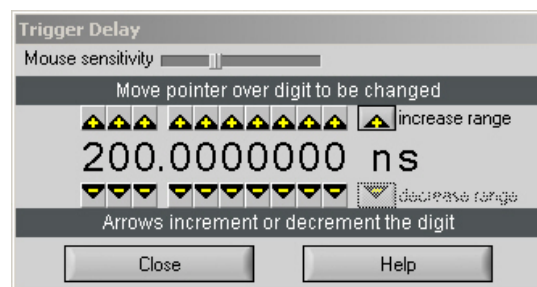 Trigger Delay
Mouse sensitivity
Move pointer over digit to be changed
increase range
200.0000000 ns
decrease range
Arrows increment or decrement the digit
Close Help